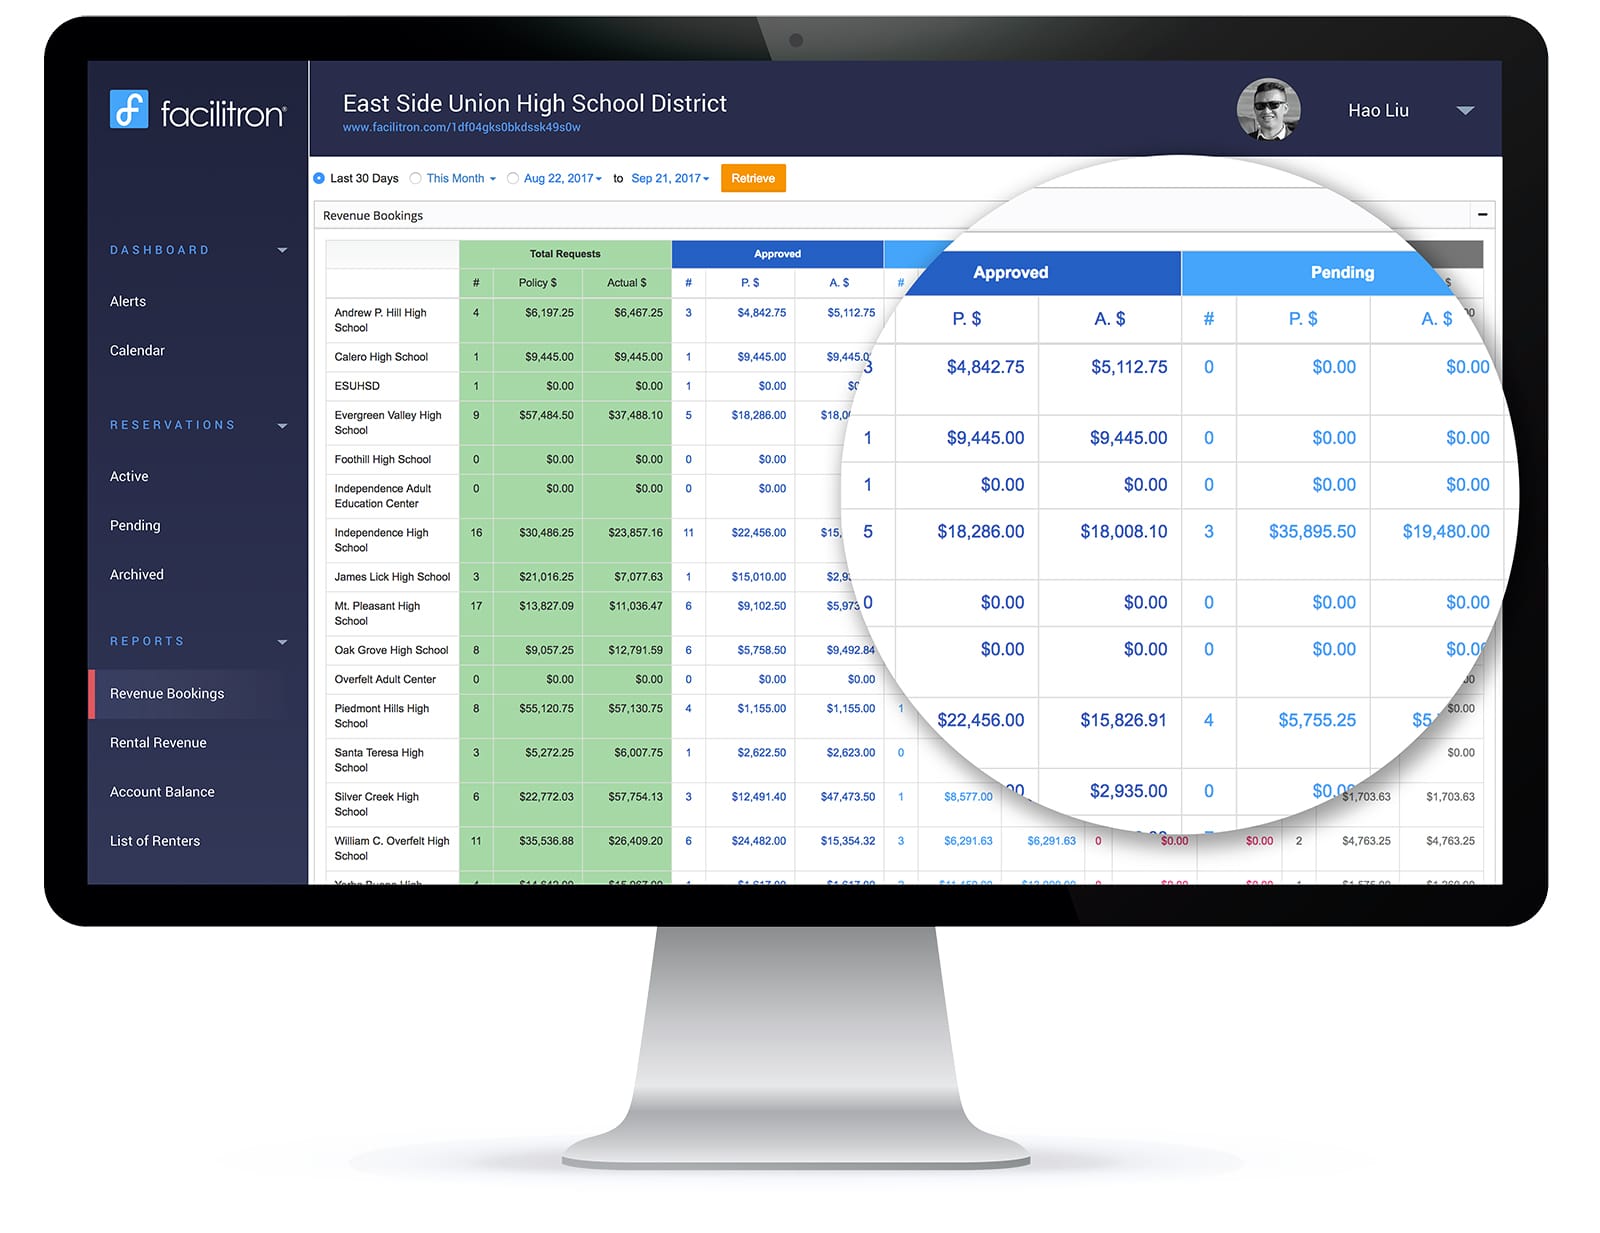 facilitron®
East Side Union High School District
www.facilitron.com/1df04gks0bkdssk49s0w
Hao Liu
DASHBOARD
Alerts
Calendar
RESERVATIONS
Active
Pending
Archived
REPORTS
Revenue Bookings
Rental Revenue
Account Balance
List of Renters
Last 30 Days This Month Aug 22, 2017 to Sep 21, 2017 Retrieve
Revenue Bookings
Total Requests Approved
# Policy $ Actual $ # P. $ A. $ # $
Andrew P. Hill High 4 $6,197.25 $6,467.25 3 $4,842.75 $5,112.75
School
Calero High School 1 $9,445.00 $9,445.00 1 $9,445.00
ESUHSD 1 $0.00 $0.00 1 $0.00
Evergreen Valley High 9 $57,484.50 $37,488.10 5 $18,286.00
School
Foothill High School 0 $0.00 $0.00 0 $0.00
Independence Adult 0 $0.00 $0.00 0 $0.00
Education Center
Independence High 16 $30,486.25 $23,857.16 11 $22,456.00
School
James Lick High School 3 $21,016.25 $7,077.63 1 $15,010.00
Mt. Pleasant High 17 $13,827.09 $11,036.47 6 $9,102.50
School
Oak Grove High School 8 $9,057.25 $12,791.59 6 $5,758.50 $9,492.84
Overfelt Adult Center 0 $0.00 $0.00 0 $0.00 $0.00
Piedmont Hills High 8 $55,120.75 $57,130.75 4 $1,155.00 $1,155.00 1 $0.00
School
Santa Teresa High 3 $5,272.25 $6,007.75 1 $2,622.50 $2,623.00 0 $0.00
School
Silver Creek High 6 $22,772.03 $57,754.13 3 $12,491.40 $47,473.50 1 $8,577.00 $1,703.63 $1,703.63
School
William C. Overfelt High 11 $35,536.88 $26,409.20 6 $24,482.00 $15,354.32 3 $6,291.63 $6,291.63 0 $0.00 $0.00 2 $4,763.25 $4,763.25
School
Approved Pending
P. $ A. $ # P. $ A. $
3 $4,842.75 $5,112.75 0 $0.00 $0.00
1 $9,445.00 $9,445.00 0 $0.00 $0.00
1 $0.00 $0.00 0 $0.00 $0.00
5 $18,286.00 $18,008.10 3 $35,895.50 $19,480.00
0 $0.00 $0.00 0 $0.00 $0.00
$0.00 $0.00 0 $0.00 $0.00
$22,456.00 $15,826.91 4 $5,755.25
$2,935.00 0 $0.00